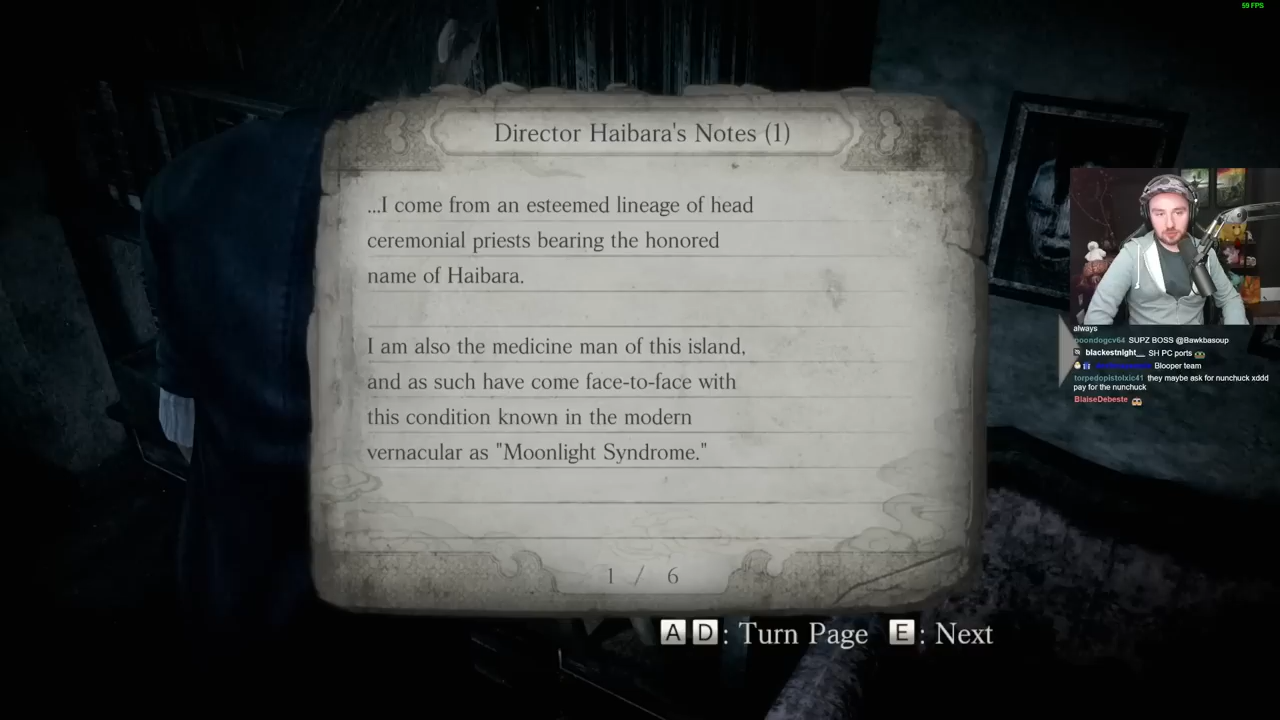 59 FPS
Director Haibara's Notes (1)
...I come from an esteemed lineage of head
ceremonial priests bearing the honored
name of Haibara.
I am also the medicine man of this island,
and as such have come face-to-face with
this condition known in the modern
vernacular as "Moonlight Syndrome."
1 / 6
A D : Turn Page E : Next
always
SUPZ BOSS @Bawkbasoup
blackestnight__ SH PC ports
Blooper team
torpedopistolxic41 they maybe ask for nunchuck xddd
pay for the nunchuck
BlaiseDebeste